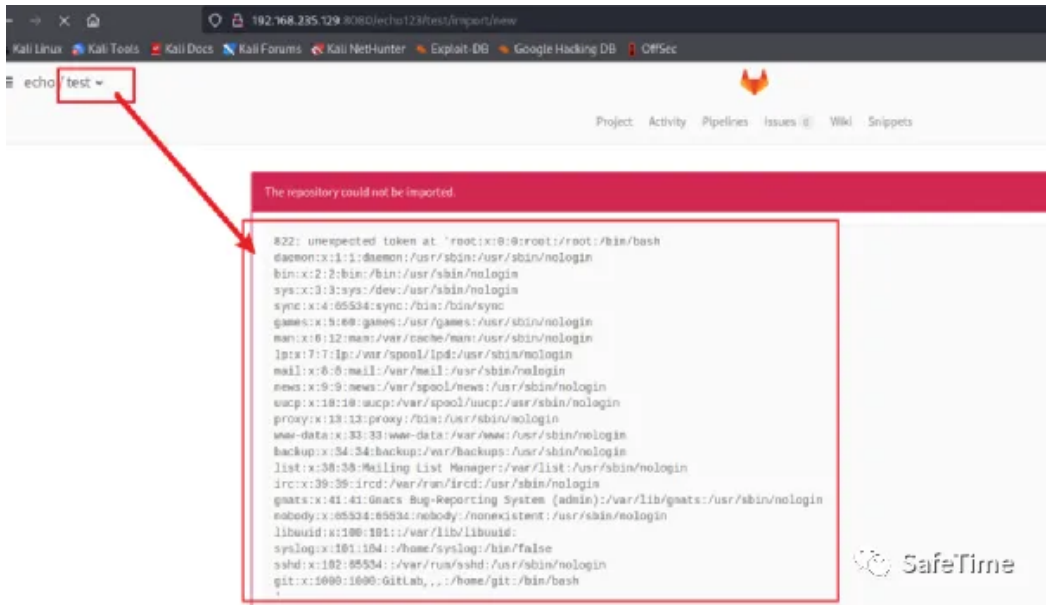 192.168.235.129:8080/echo123/test/import/new
Kali Linux Kali Tools Kali Docs Kali Forums Kali NetHunter Exploit-DB Google Hacking DB OffSec
echo / test
Project Activity Pipelines Issues 0 Wiki Snippets
The repository could not be imported.
822: unexpected token at 'root:x:0:0:root:/root:/bin/bash
daemon:x:1:1:daemon:/usr/sbin:/usr/sbin/nologin
bin:x:2:2:bin:/bin:/usr/sbin/nologin
sys:x:3:3:sys:/dev:/usr/sbin/nologin
sync:x:4:65534:sync:/bin:/bin/sync
games:x:5:60:games:/usr/games:/usr/sbin/nologin
man:x:6:12:man:/var/cache/man:/usr/sbin/nologin
lp:x:7:7:lp:/var/spool/lpd:/usr/sbin/nologin
mail:x:8:8:mail:/var/mail:/usr/sbin/nologin
news:x:9:9:news:/var/spool/news:/usr/sbin/nologin
uucp:x:10:10:uucp:/var/spool/uucp:/usr/sbin/nologin
proxy:x:13:13:proxy:/bin:/usr/sbin/nologin
www-data:x:33:33:www-data:/var/www:/usr/sbin/nologin
backup:x:34:34:backup:/var/backups:/usr/sbin/nologin
list:x:38:38:Mailing List Manager:/var/list:/usr/sbin/nologin
irc:x:39:39:ircd:/var/run/ircd:/usr/sbin/nologin
gnats:x:41:41:Gnats Bug-Reporting System (admin):/var/lib/gnats:/usr/sbin/nologin
nobody:x:65534:65534:nobody:/nonexistent:/usr/sbin/nologin
libuuid:x:100:101::/var/lib/libuuid:
syslog:x:101:104::/home/syslog:/bin/false
sshd:x:102:65534::/var/run/sshd:/usr/sbin/nologin
git:x:1000:1000:GitLab,,,:/home/git:/bin/bash
'
SafeTime